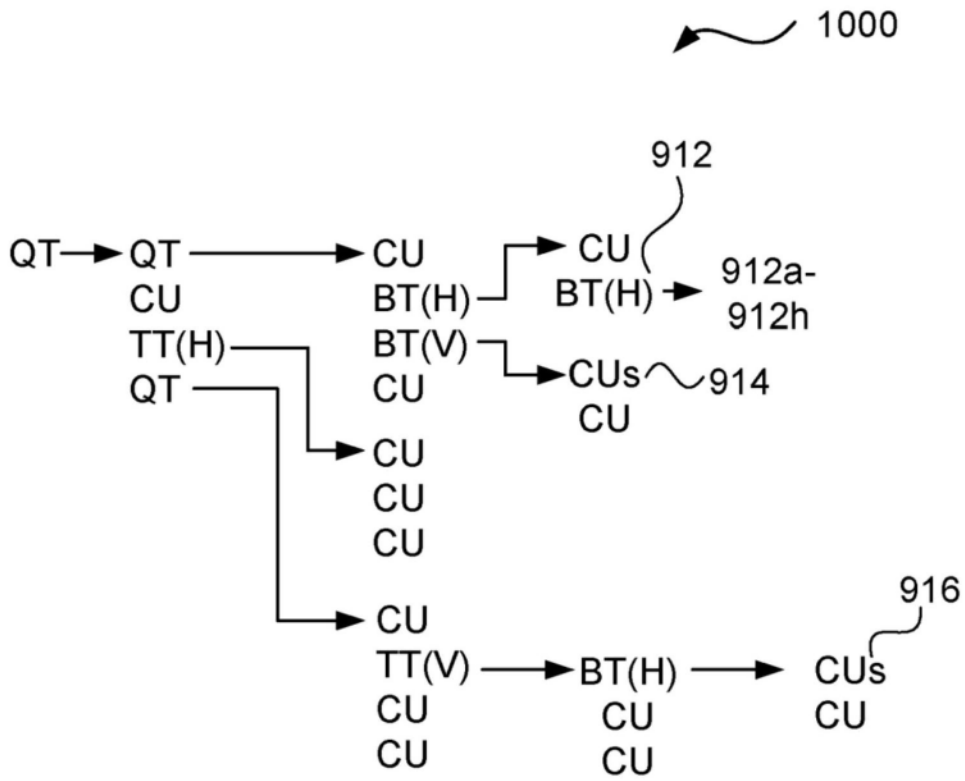 1000
912
QT QT CU CU
CU BT(H) BT(H) 912a-
912h
TT(H) BT(V)
QT CU CUs 914
CU
CU
CU
CU
916
CU
TT(V) BT(H) CUs
CU CU CU
CU CU